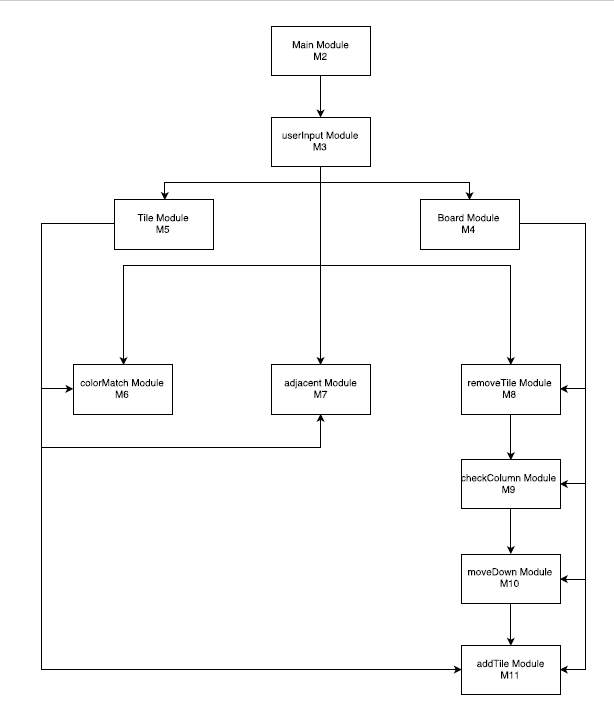 Main Module
M2
userInput Module
M3
Tile Module
M5
Board Module
M4
colorMatch Module
M6
adjacent Module
M7
removeTile Module
M8
checkColumn Module
M9
moveDown Module
M10
addTile Module
M11